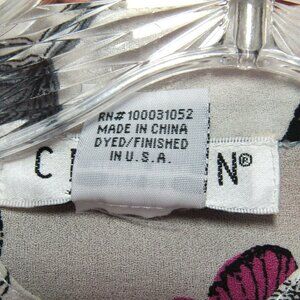 RN# 100031052
MADE IN CHINA
DYED/FINISHED
IN U.S.A.
C N®